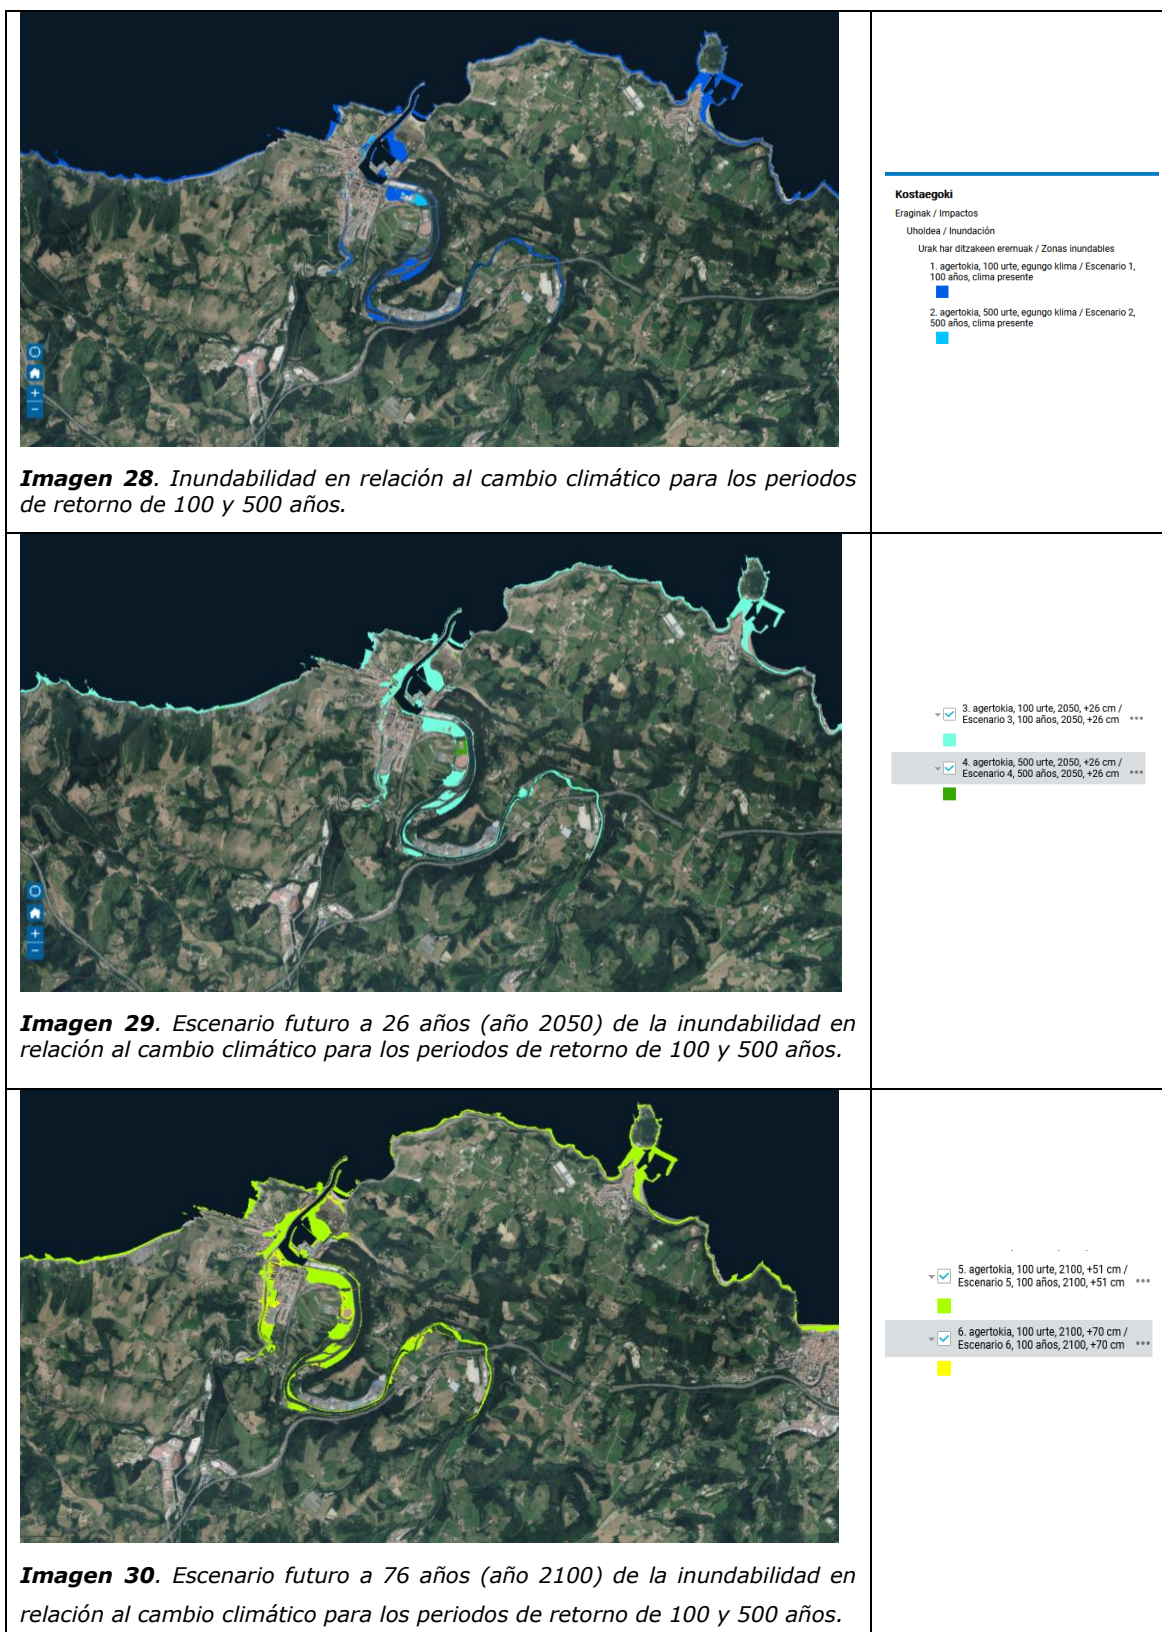 Kostaegoki
Eraginak / Impactos
Uholdea / Inundación
Urak har ditzakeen eremuak / Zonas inundables
1. agertokia, 100 urte, egungo klima / Escenario 1,
100 años, clima presente
2. agertokia, 500 urte, egungo klima / Escenario 2,
500 años, clima presente
Imagen 28. Inundabilidad en relación al cambio climático para los periodos
de retorno de 100 y 500 años.
3. agertokia, 100 urte, 2050, +26 cm /
Escenario 3, 100 años, 2050, +26 cm
4. agertokia, 500 urte, 2050, +26 cm /
Escenario 4, 500 años, 2050, +26 cm
Imagen 29. Escenario futuro a 26 años (año 2050) de la inundabilidad en
relación al cambio climático para los periodos de retorno de 100 y 500 años.
5. agertokia, 100 urte, 2100, +51 cm /
Escenario 5, 100 años, 2100, +51 cm
6. agertokia, 100 urte, 2100, +70 cm /
Escenario 6, 100 años, 2100, +70 cm
Imagen 30. Escenario futuro a 76 años (año 2100) de la inundabilidad en
relación al cambio climático para los periodos de retorno de 100 y 500 años.